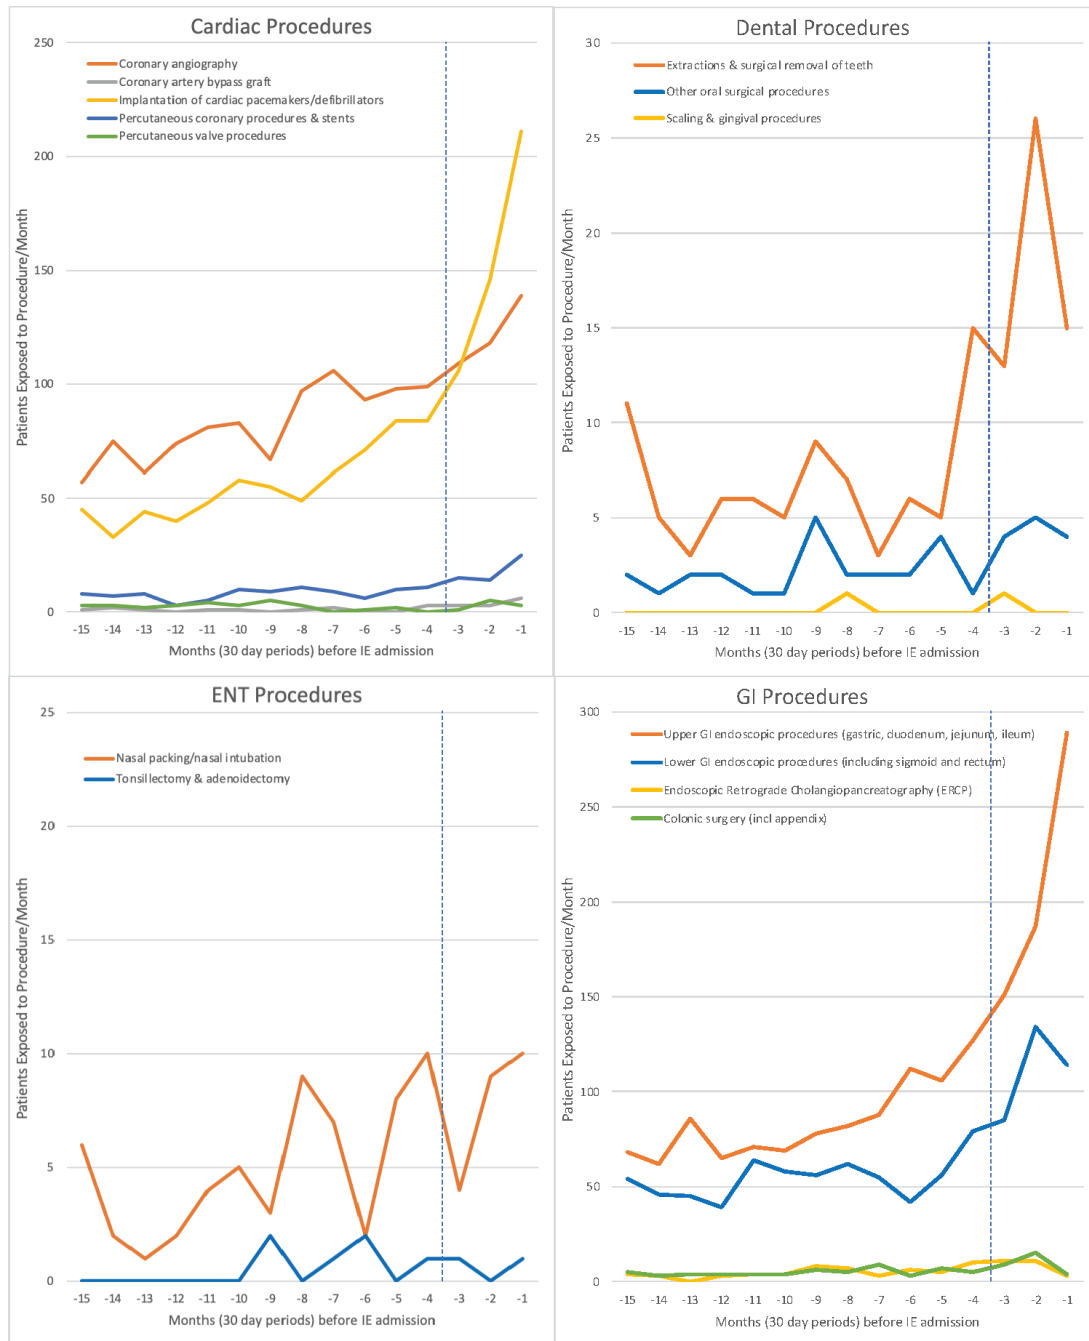 Cardiac Procedures
250
200
150
100
50
0
Patients Exposed to Procedure/Month
Coronary angiography
Coronary artery bypass graft
Implantation of cardiac pacemakers/defibrillators
Percutaneous coronary procedures & stents
Percutaneous valve procedures
-15 -14 -13 -12 -11 -10 -9 -8 -7 -6 -5 -4 -3 -2 -1
Months (30 day periods) before IE admission
Dental Procedures
30
25
20
15
10
5
0
Patients Exposed to Procedure/Month
Extractions & surgical removal of teeth
Other oral surgical procedures
Scaling & gingival procedures
-15 -14 -13 -12 -11 -10 -9 -8 -7 -6 -5 -4 -3 -2 -1
Months (30 day periods) before IE admission
ENT Procedures
25
20
15
10
5
0
Patients Exposed to Procedure/Month
Nasal packing/nasal intubation
Tonsillectomy & adenoidectomy
-15 -14 -13 -12 -11 -10 -9 -8 -7 -6 -5 -4 -3 -2 -1
Months (30 day periods) before IE admission
GI Procedures
300
250
200
150
100
50
0
Patients Exposed to Procedure/Month
Upper GI endoscopic procedures (gastric, duodenum, jejunum, ileum)
Lower GI endoscopic procedures (including sigmoid and rectum)
Endoscopic Retrograde Cholangiopancreatography (ERCP)
Colonic surgery (incl appendix)
-15 -14 -13 -12 -11 -10 -9 -8 -7 -6 -5 -4 -3 -2 -1
Months (30 day periods) before IE admission